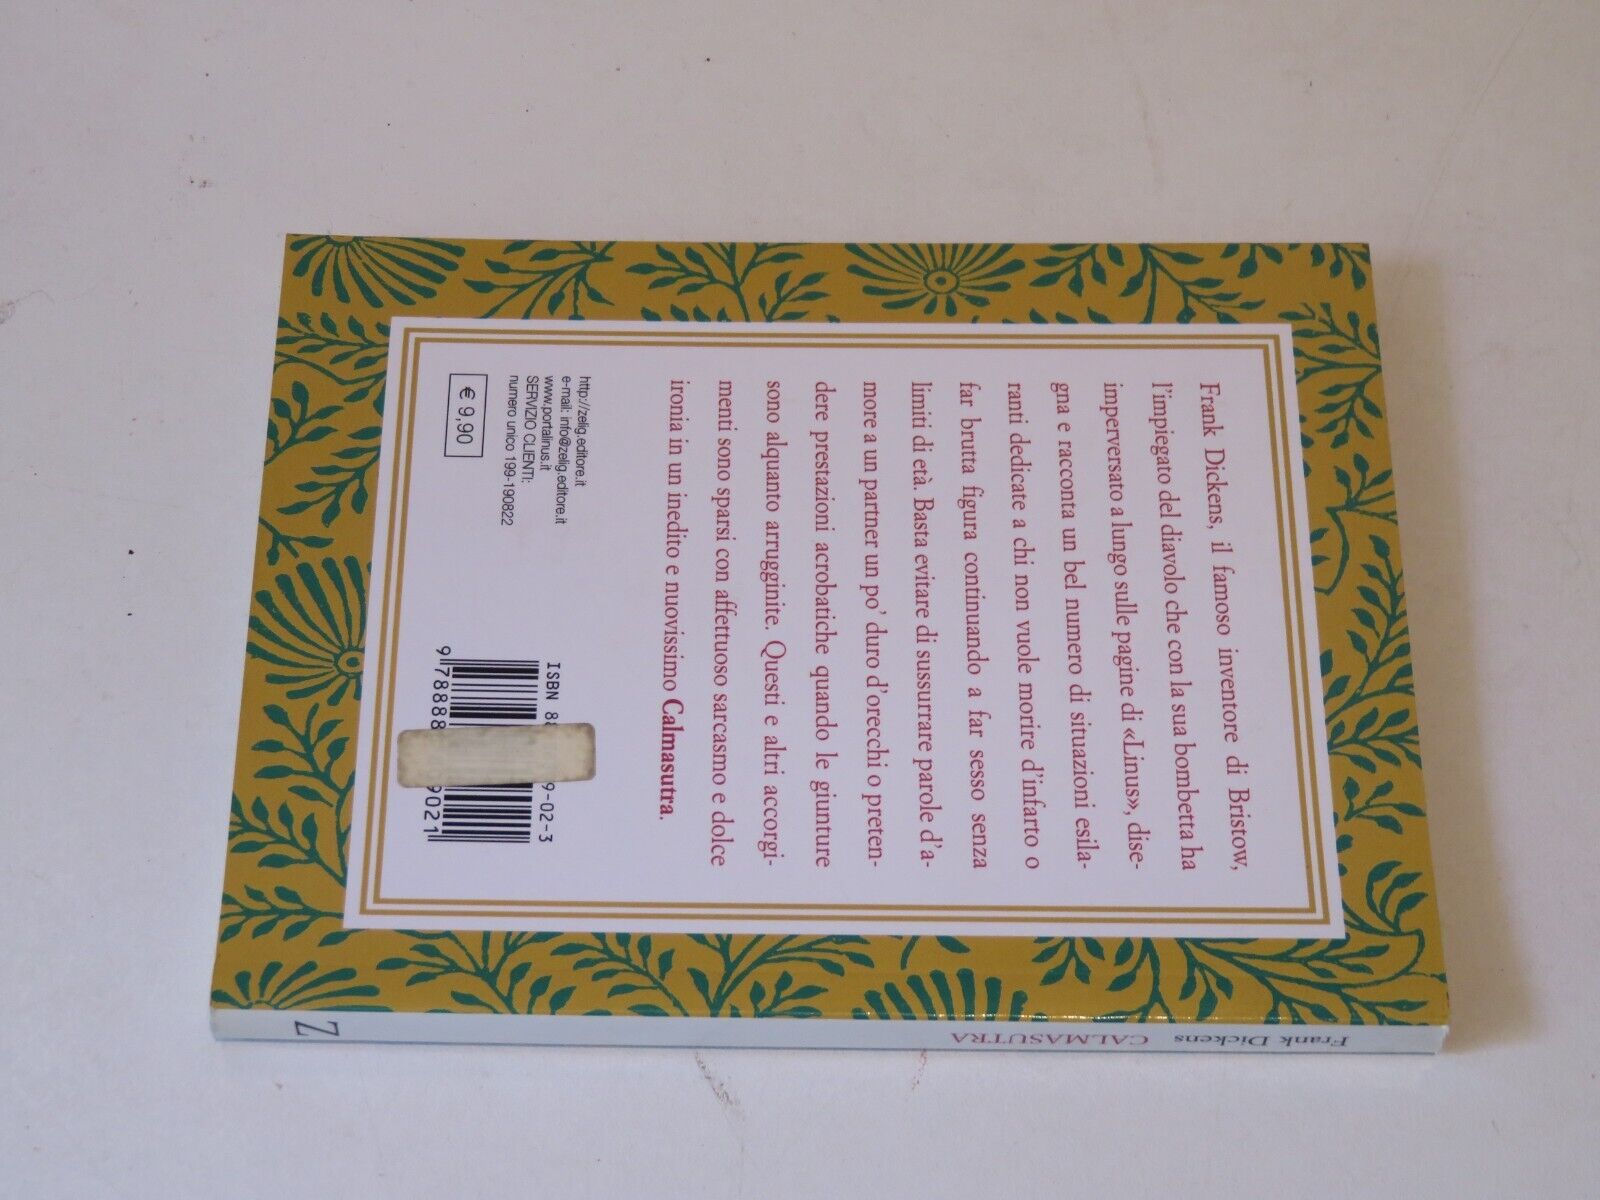 Frank Dickens, il famoso inventore di Bristow,
l'impiegato del diavolo che con la sua bombetta ha
imperversato a lungo sulle pagine di «Linus», dise-
gna e racconta un bel numero di situazioni esila-
ranti dedicate a chi non vuole morire d'infarto o
far brutta figura continuando a far sesso senza
limiti di età. Basta evitare di sussurrare parole d'a-
more a un partner un po' duro d'orecchi o preten-
dere prestazioni acrobatiche quando le giunture
sono alquanto arrugginite. Questi e altri accorgi-
menti sono sparsi con affettuoso sarcasmo e dolce
ironia in un inedito e nuovissimo Calmasutra.
http://zelig.editore.it
e-mail: info@zelig.editore.it
www.portalinus.it
SERVIZIO CLIENTI:
numero unico 199-190822
€ 9,90
ISBN 88 9-02-3
9 78888 9021
Frank Dickens CALMASUTRA Z